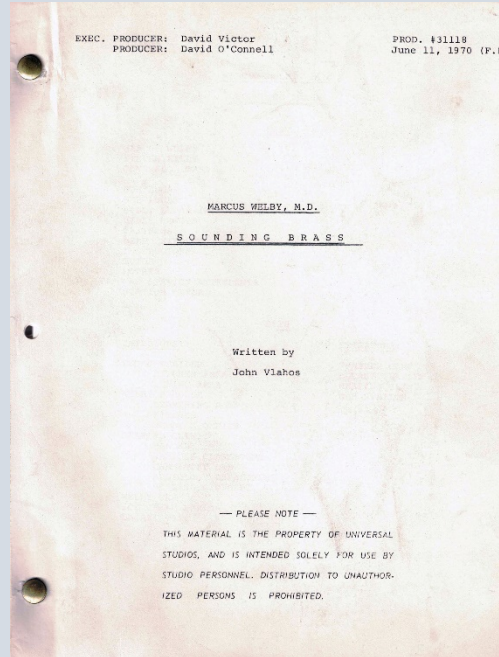 EXEC. PRODUCER: David Victor
PRODUCER: David O'Connell
PROD. #31118
June 11, 1970 (F.
MARCUS WELBY, M.D.
SOUNDING BRASS
Written by
John Vlahos
— PLEASE NOTE —
THIS MATERIAL IS THE PROPERTY OF UNIVERSAL
STUDIOS, AND IS INTENDED SOLELY FOR USE BY
STUDIO PERSONNEL. DISTRIBUTION TO UNAUTHOR-
IZED PERSONS IS PROHIBITED.